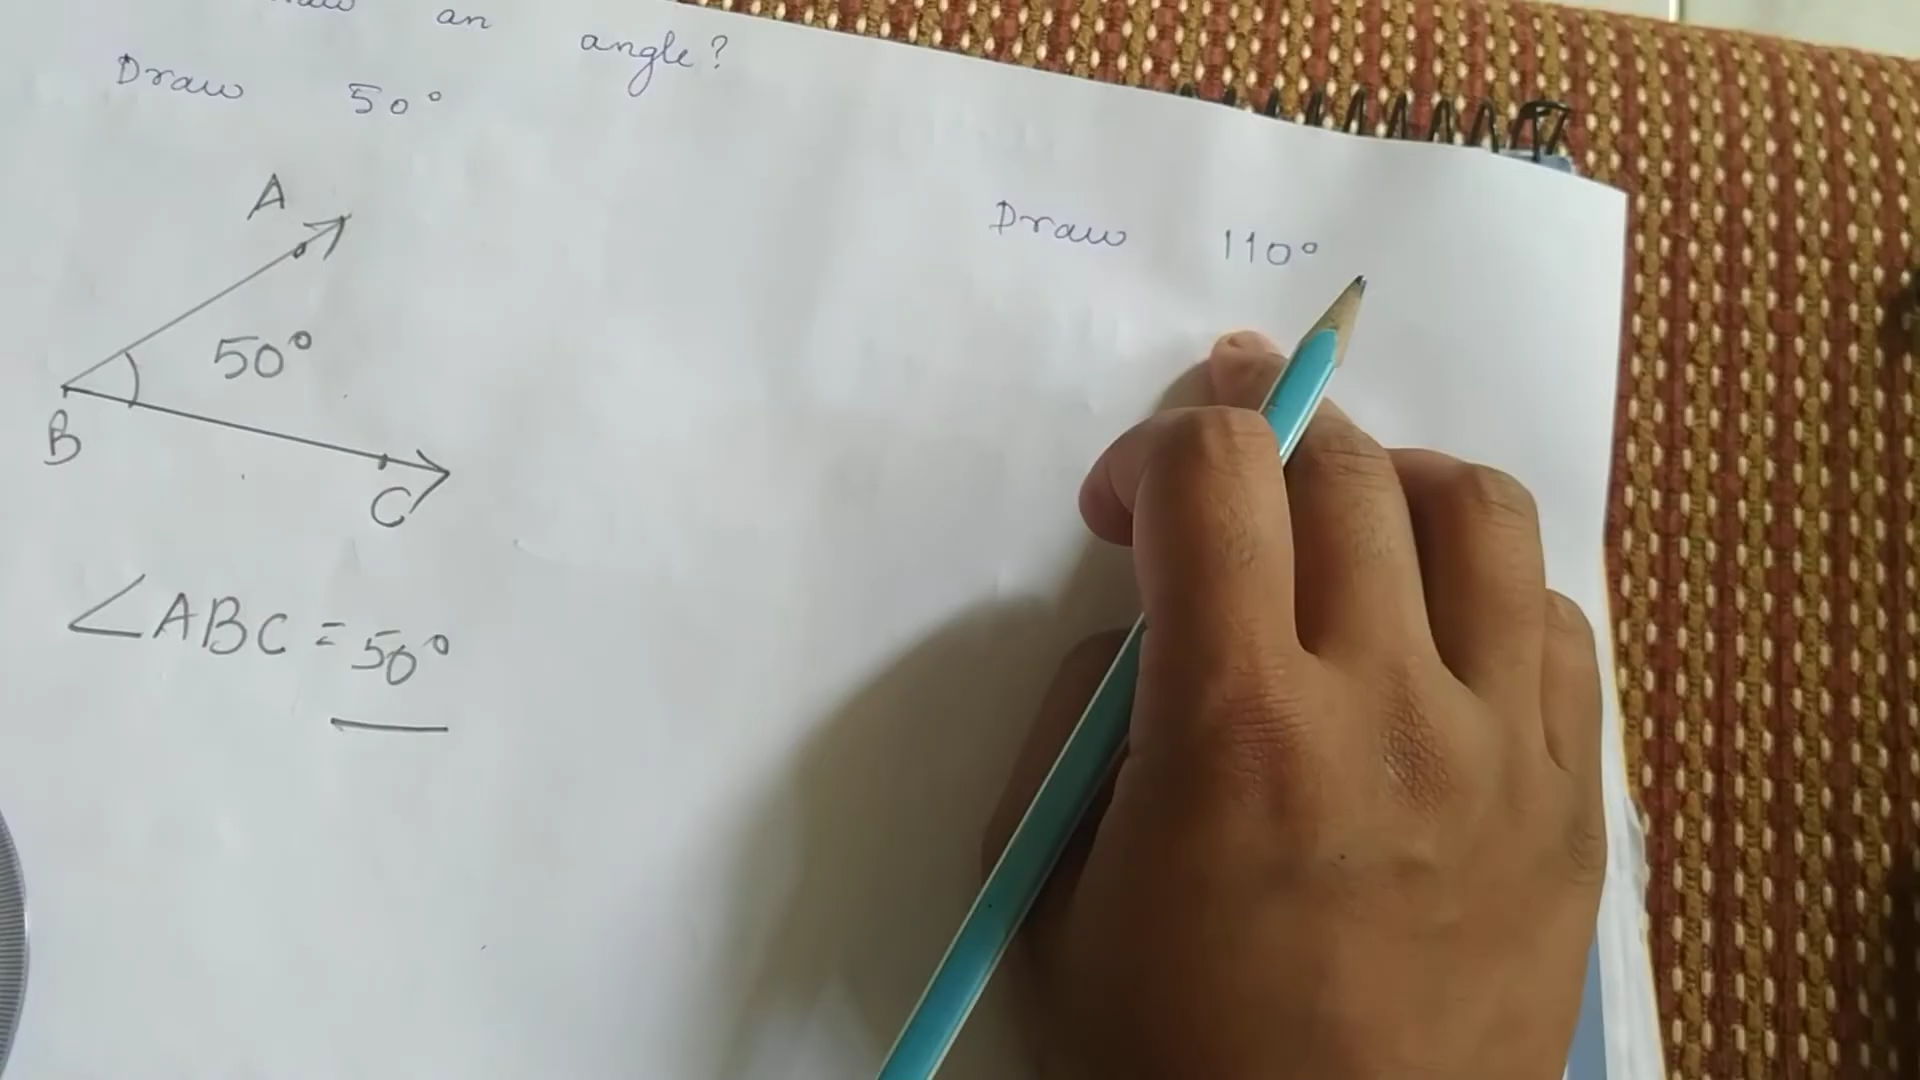 an angle?
Draw 50°
A
50°
B
C
∠ABC = 50°
Draw 110°